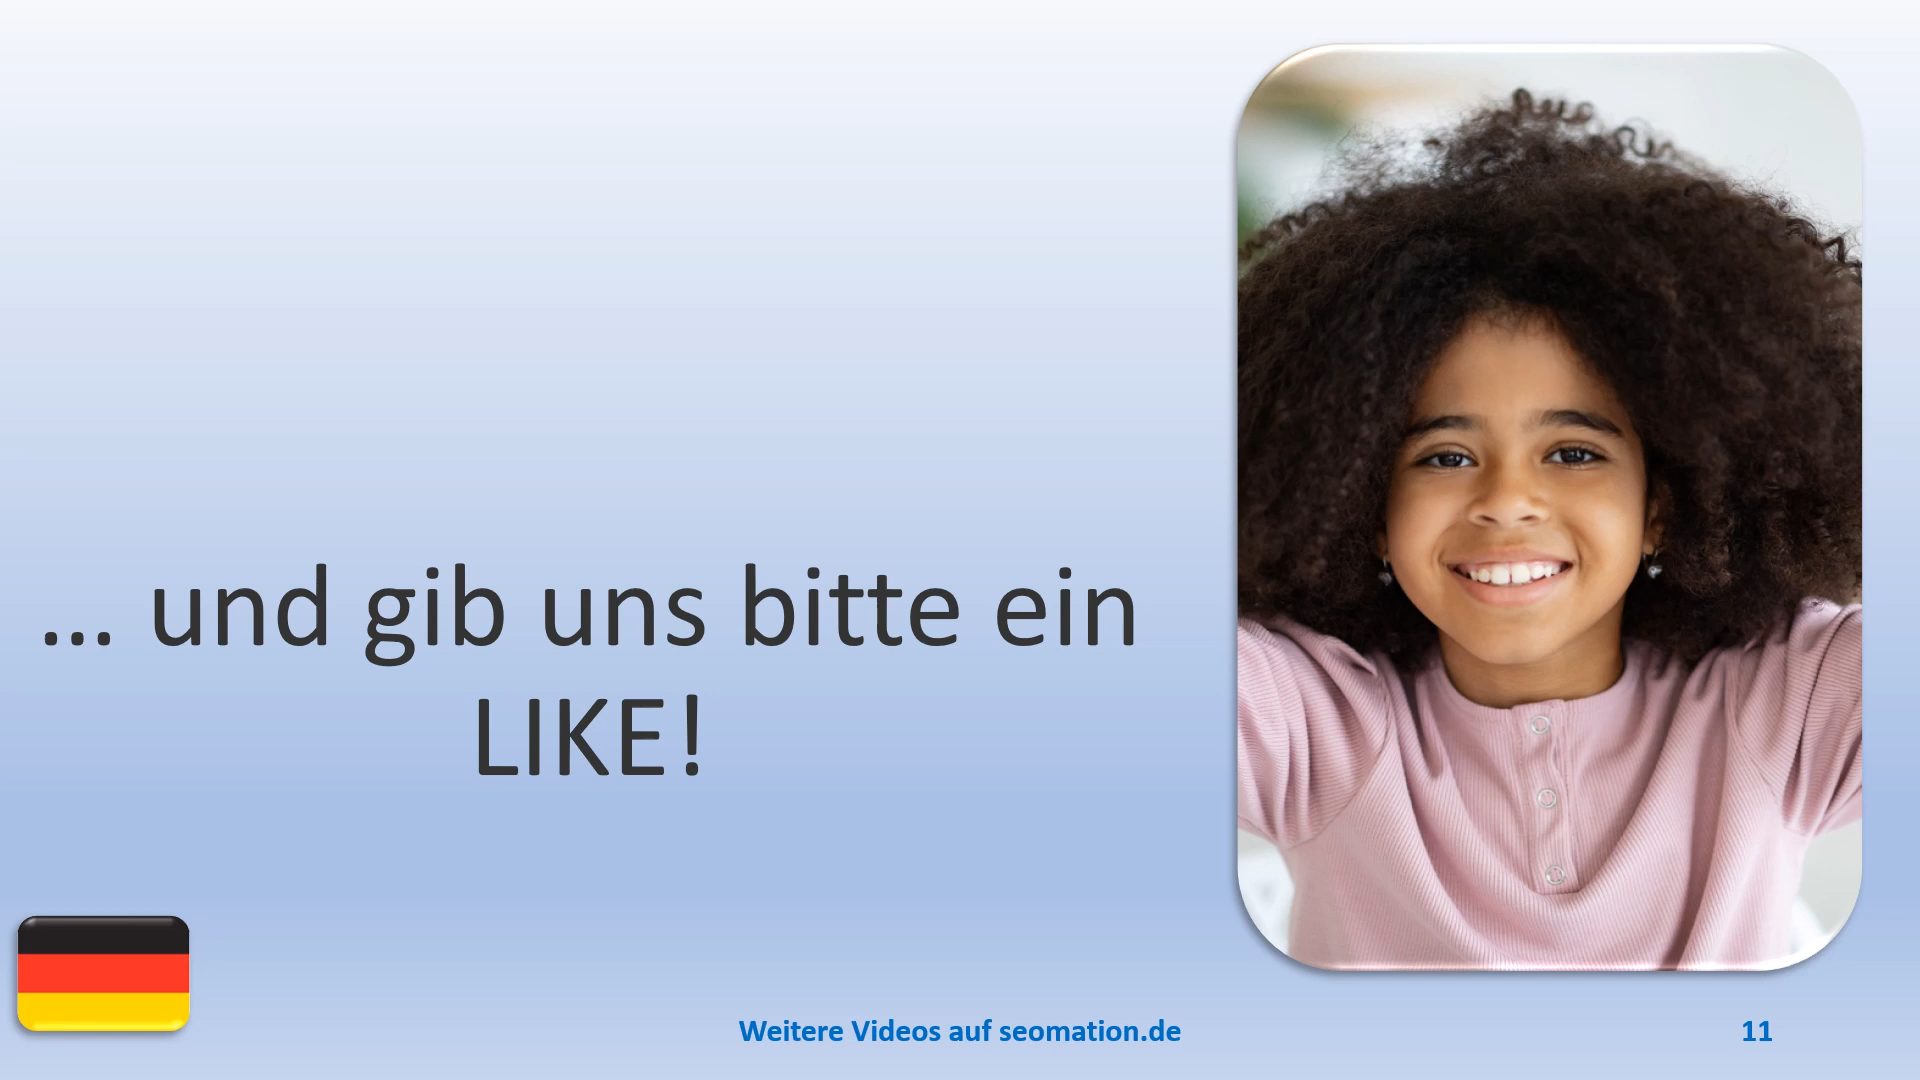 ... und gib uns bitte ein
LIKE!
Weitere Videos auf seomation.de
11